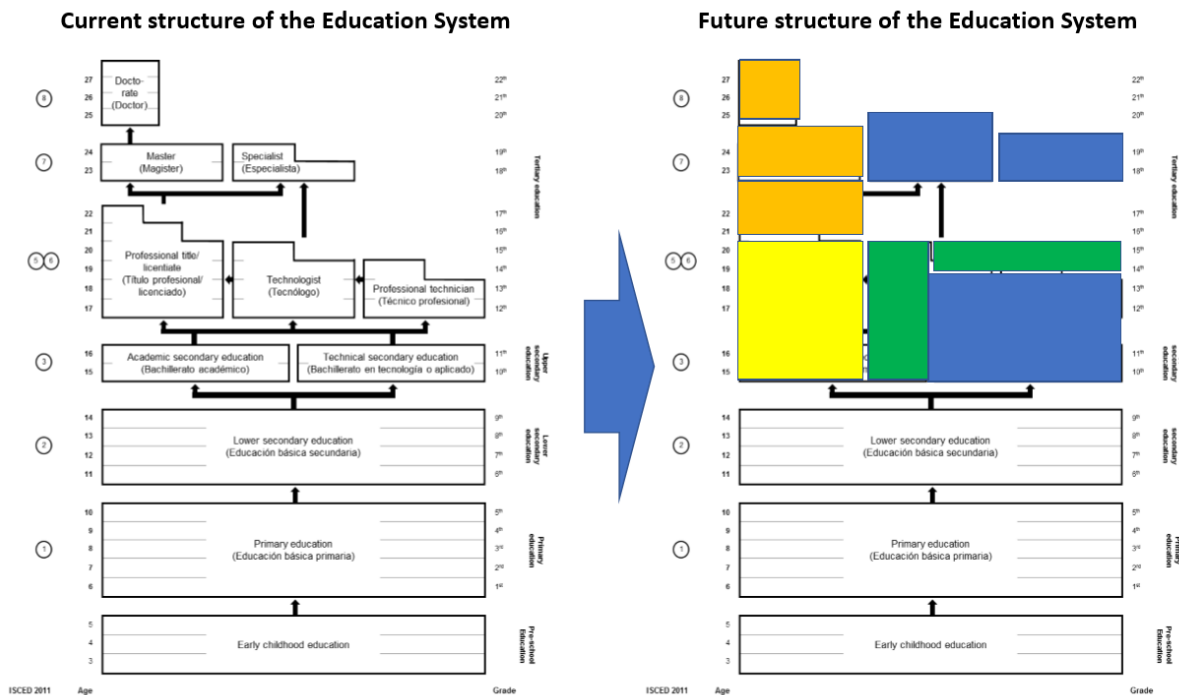 Current structure of the Education System
27
26
25
24
23
22
21
20
19
18
17
16
15
14
13
12
11
10
9
8
7
6
5
4
3
8
7
5 6
3
2
1
Docto-
rate
(Doctor)
Master
(Magister)
Specialist
(Especialista)
Professional title/
licentiate
(Título profesional/
licenciado)
Technologist
(Tecnólogo)
Professional technician
(Técnico profesional)
Academic secondary education
(Bachillerato académico)
Technical secondary education
(Bachillerato en tecnología o aplicado)
Lower secondary education
(Educación básica secundaria)
Primary education
(Educación básica primaria)
Early childhood education
22th
21th
20th
19th
18th
17th
16th
15th
14th
13th
12th
11th
10th
9th
8th
7th
6th
5th
4th
3rd
2nd
1st
Tertiary education
Upper
secondary
education
Lower
secondary
education
Primary
education
Pre-school
Education
ISCED 2011 Age Grade
Future structure of the Education System
27
26
25
24
23
22
21
20
19
18
17
16
15
14
13
12
11
10
9
8
7
6
5
4
3
8
7
5 6
3
2
1
Lower secondary education
(Educación básica secundaria)
Primary education
(Educación básica primaria)
Early childhood education
22th
21th
20th
19th
18th
17th
16th
15th
14th
13th
12th
11th
10th
9th
8th
7th
6th
5th
4th
3rd
2nd
1st
Tertiary education
secondary
education
secondary
education
Primary
education
Pre-school
Education
ISCED 2011 Age Grade